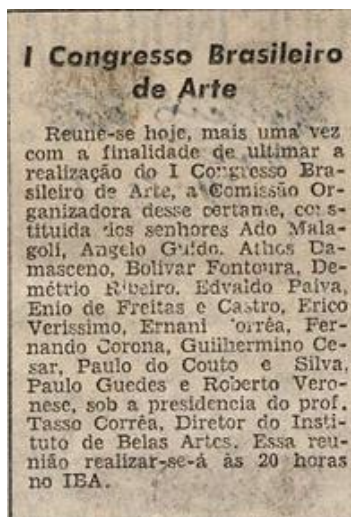 I Congresso Brasileiro
de Arte
Reune-se hoje, mais uma vez
com a finalidade de ultimar a
realização do I Congresso Bra-
sileiro de Arte, a Comissão Or-
ganizadora desse certame, cons-
tituida dos senhores Ado Mala-
goli, Angelo Guido, Athos Da-
masceno, Bolivar Fontoura, De-
métrio Ribeiro, Edvaldo Paiva,
Enio de Freitas e Castro, Erico
Verissimo, Ernani Corrêa, Fer-
nando Corona, Guilhermino Ce-
sar, Paulo do Couto e Silva,
Paulo Guedes e Roberto Vero-
nese, sob a presidencia do prof.
Tasso Corrêa, Diretor do Insti-
tuto de Belas Artes. Essa reu-
nião realizar-se-á às 20 horas
no IBA.